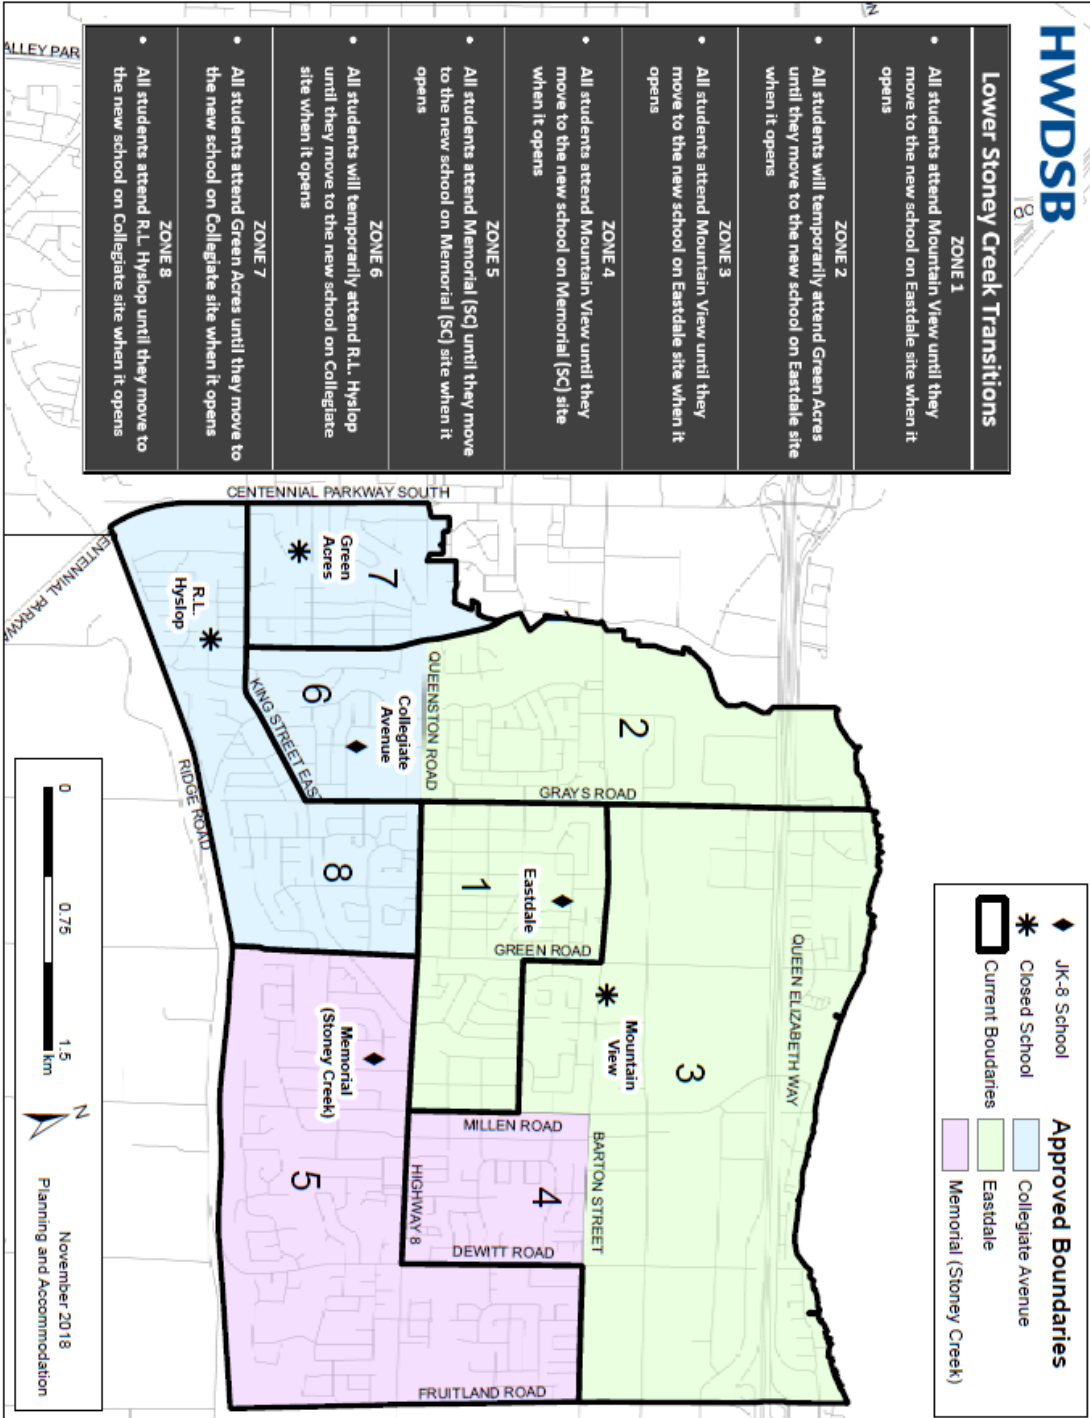 HWDSB
Lower Stoney Creek Transitions
ZONE 1
• All students attend Mountain View until they
move to the new school on Eastdale site when it
opens
ZONE 2
• All students will temporarily attend Green Acres
until they move to the new school on Eastdale site
when it opens
ZONE 3
• All students attend Mountain View until they
move to the new school on Eastdale site when it
opens
ZONE 4
• All students attend Mountain View until they
move to the new school on Memorial (SC) site
when it opens
ZONE 5
• All students attend Memorial (SC) until they move
to the new school on Memorial (SC) site when it
opens
ZONE 6
• All students will temporarily attend R.L. Hyslop
until they move to the new school on Collegiate
site when it opens
ZONE 7
• All students attend Green Acres until they move to
the new school on Collegiate site when it opens
ZONE 8
• All students attend R.L. Hyslop until they move to
the new school on Collegiate site when it opens
JK-8 School
Closed School
Current Boudaries
Approved Boundaries
Collegiate Avenue
Eastdale
Memorial (Stoney Creek)
QUEEN ELIZABETH WAY
3
2
GRAYS ROAD
Mountain
View
BARTON STREET
Eastdale
GREEN ROAD
1
4
MILLEN ROAD
DEWITT ROAD
FRUITLAND ROAD
QUEENSTON ROAD
HIGHWAY 8
CENTENNIAL PARKWAY SOUTH
7
Green
Acres
Collegiate
Avenue
6
KING STREET EAST
8
Memorial
(Stoney Creek)
5
R.L.
Hyslop
RIDGE ROAD
ENTENNIAL PARKWA
ALLEY PAR
0 0.75 1.5
km
N
November 2018
Planning and Accommodation